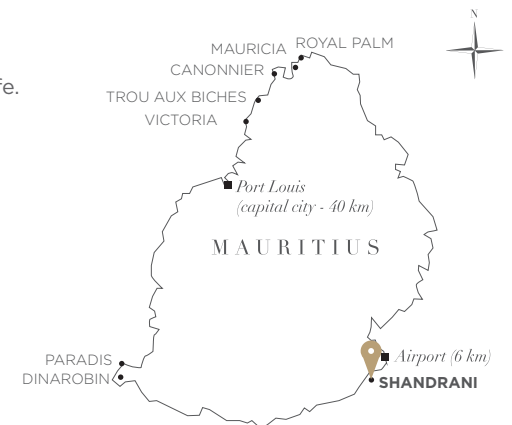 N
MAURICIA
ROYAL PALM
CANONNIER
fe.
TROU AUX BICHES
VICTORIA
Port Louis
(capital city - 40 km)
MAURITIUS
PARADIS
Airport (6 km)
DINAROBIN
SHANDRANI